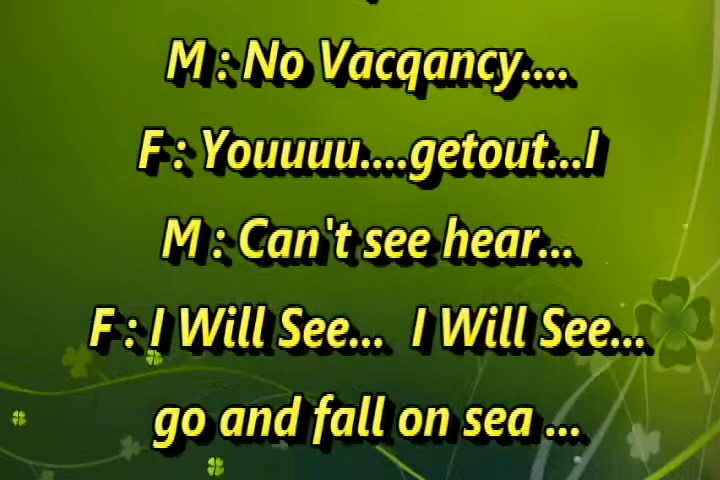 M : No Vacqancy....
F : Youuuu....getout...I
M : Can't see hear...
F : I Will See... I Will See...
go and fall on sea ...